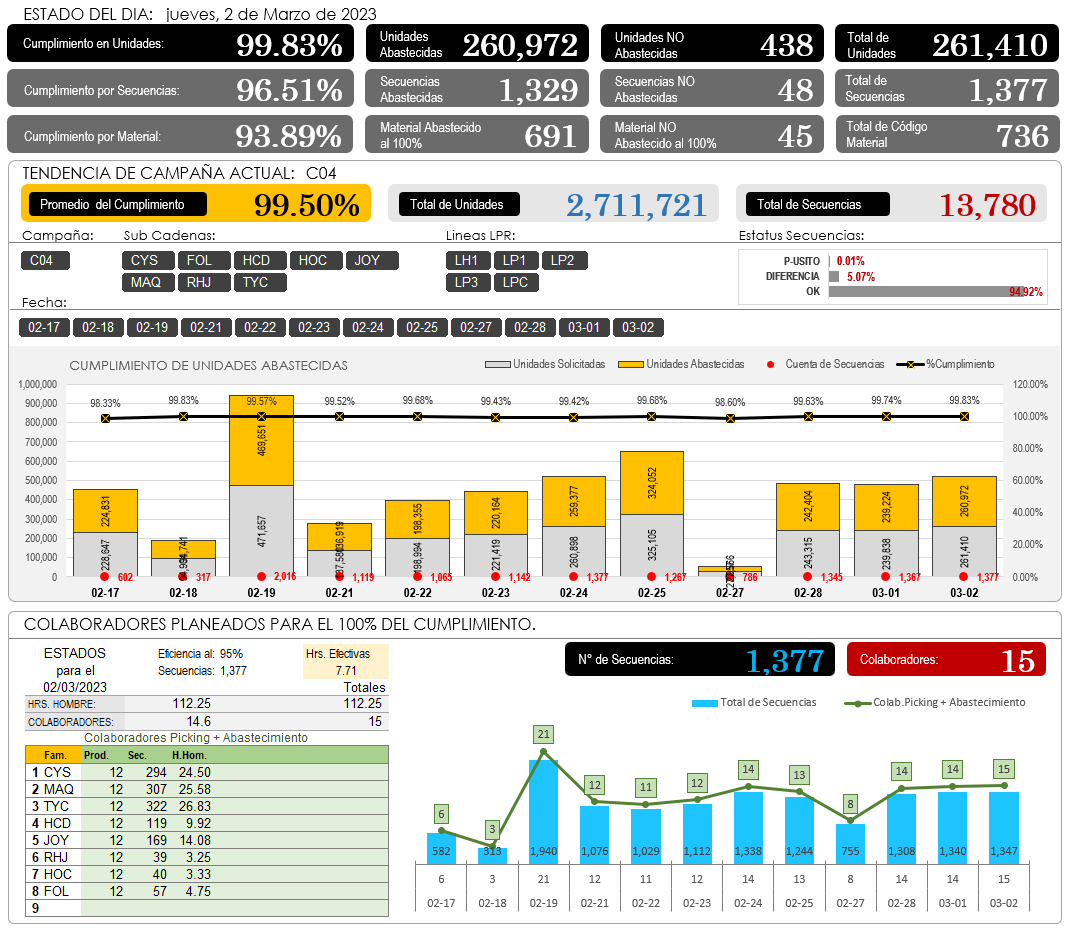 ESTADO DEL DIA: jueves, 2 de Marzo de 2023
Cumplimiento en Unidades: 99.83%
Unidades Abastecidas 260,972
Unidades NO Abastecidas 438
Total de Unidades 261,410
Cumplimiento por Secuencias: 96.51%
Secuencias Abastecidas 1,329
Secuencias NO Abastecidas 48
Total de Secuencias 1,377
Cumplimiento por Material: 93.89%
Material Abastecido al 100% 691
Material NO Abastecido al 100% 45
Total de Código Material 736
TENDENCIA DE CAMPAÑA ACTUAL: C04
Promedio del Cumplimiento 99.50%
Total de Unidades 2,711,721
Total de Secuencias 13,780
Campaña: Sub Cadenas: Lineas LPR: Estatus Secuencias:
C04 CYS FOL HCD HOC JOY LH1 LP1 LP2
MAQ RHJ TYC LP3 LPC
P-USITO 0.01%
DIFERENCIA 5.07%
OK 94.92%
Fecha:
02-17 02-18 02-19 02-21 02-22 02-23 02-24 02-25 02-27 02-28 03-01 03-02
CUMPLIMIENTO DE UNIDADES ABASTECIDAS
Unidades Solicitadas Unidades Abastecidas Cuenta de Secuencias %Cumplimiento
1,000,000 900,000 800,000 700,000 600,000 500,000 400,000 300,000 200,000 100,000 0
120.00% 100.00% 80.00% 60.00% 40.00% 20.00% 0.00%
98.33% 99.83% 99.57% 99.52% 99.68% 99.43% 99.42% 99.68% 98.60% 99.63% 99.74% 99.83%
224,831 94,741 469,651 136,919 198,355 220,164 259,377 324,052 242,404 239,224 260,972
228,647 471,657 198,994 221,419 260,898 325,105 243,315 239,838 261,410
602 317 2,016 1,119 1,065 1,142 1,377 1,267 786 1,345 1,367 1,377
02-17 02-18 02-19 02-21 02-22 02-23 02-24 02-25 02-27 02-28 03-01 03-02
COLABORADORES PLANEADOS PARA EL 100% DEL CUMPLIMIENTO.
ESTADOS para el 02/03/2023
Eficiencia al: 95%
Secuencias: 1,377
Hrs. Efectivas
7.71
Totales
HRS. HOMBRE: 112.25 112.25
COLABORADORES: 14.6 15
Colaboradores Picking + Abastecimiento
Fam. Prod. Sec. H.Hom.
1 CYS 12 294 24.50
2 MAQ 12 307 25.58
3 TYC 12 322 26.83
4 HCD 12 119 9.92
5 JOY 12 169 14.08
6 RHJ 12 39 3.25
7 HOC 12 40 3.33
8 FOL 12 57 4.75
9
N° de Secuencias: 1,377
Colaboradores: 15
Total de Secuencias Colab.Picking + Abastecimiento
6 3 21 12 11 12 14 13 8 14 14 15
582 313 1,940 1,076 1,029 1,112 1,338 1,244 755 1,308 1,340 1,347
6 3 21 12 11 12 14 13 8 14 14 15
02-17 02-18 02-19 02-21 02-22 02-23 02-24 02-25 02-27 02-28 03-01 03-02